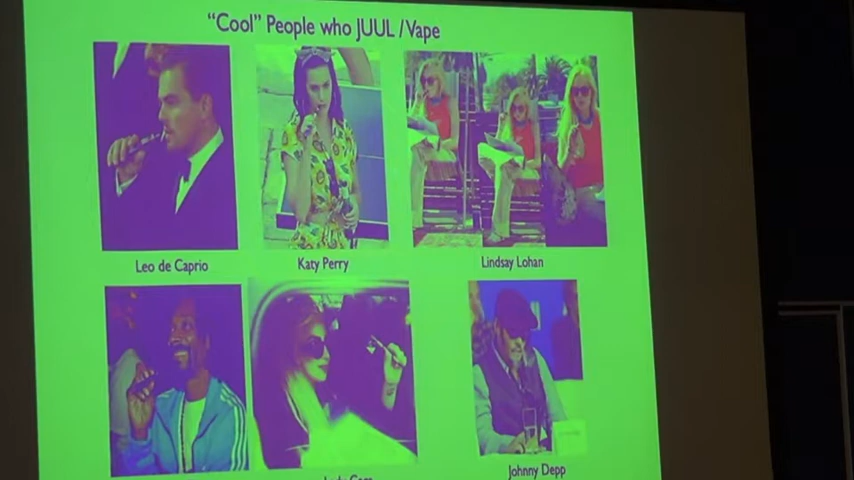 “Cool” People who JUUL / Vape
Leo de Caprio
Katy Perry
Lindsay Lohan
Johnny Depp